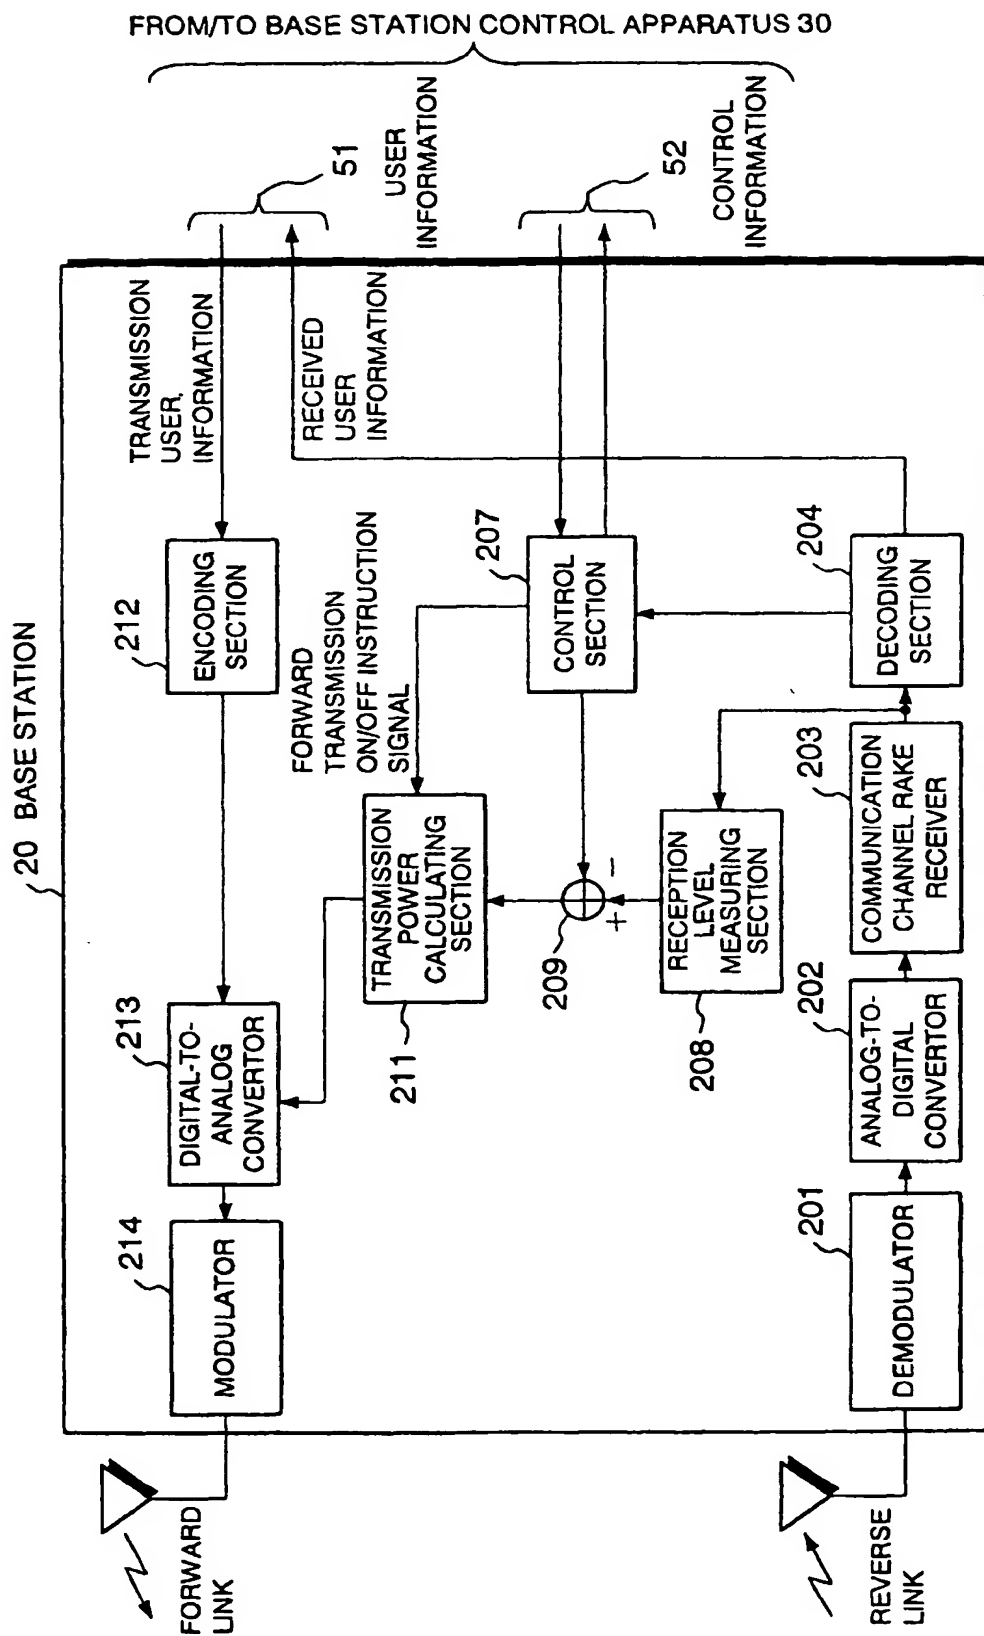 FROM/TO BASE STATION CONTROL APPARATUS 30
51
USER
INFORMATION
52
CONTROL
INFORMATION
20 BASE STATION
TRANSMISSION
USER,
INFORMATION
RECEIVED
USER
INFORMATION
212
ENCODING
SECTION
FORWARD
TRANSMISSION
ON/OFF INSTRUCTION
SIGNAL
207
CONTROL
SECTION
204
DECODING
SECTION
213
DIGITAL-TO-
ANALOG
CONVERTOR
TRANSMISSION
POWER
CALCULATING
SECTION
211
209
+
-
RECEPTION
LEVEL
MEASURING
SECTION
208
203
COMMUNICATION
CHANNEL RAKE
RECEIVER
202
ANALOG-TO-
DIGITAL
CONVERTOR
214
MODULATOR
201
DEMODULATOR
FORWARD
LINK
REVERSE
LINK